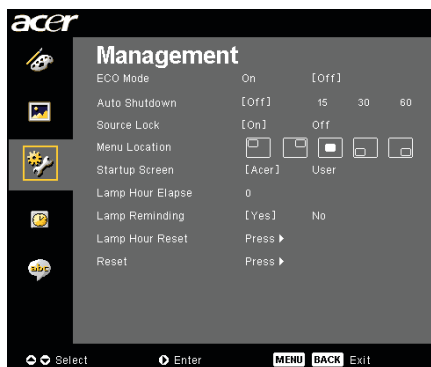 acer
Management
ECO Mode On [Off]
Auto Shutdown [Off] 15 30 60
Source Lock [On] Off
Menu Location
Startup Screen [Acer] User
Lamp Hour Elapse 0
Lamp Reminding [Yes] No
Lamp Hour Reset Press
Reset Press
abc
Select Enter MENU BACK Exit